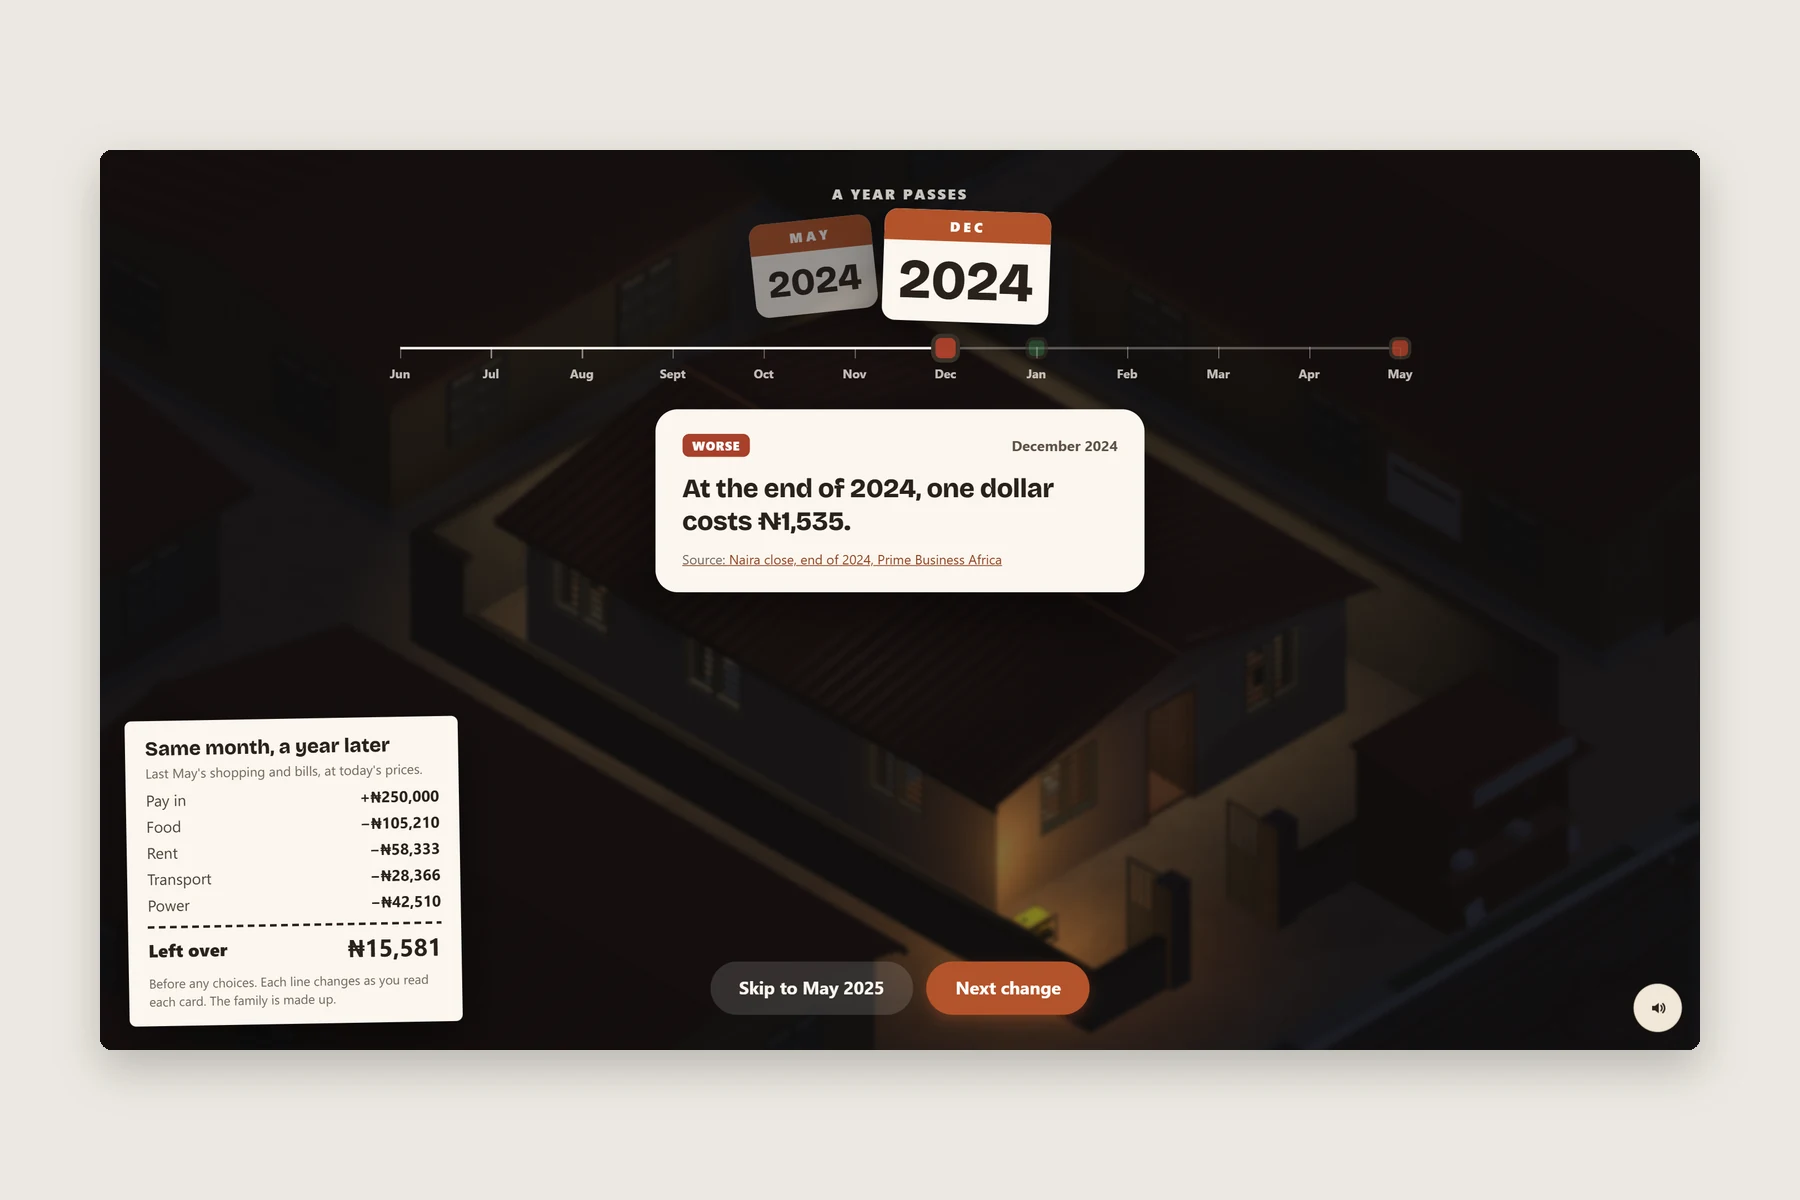 A YEAR PASSES
MAY
2024
DEC
2024
Jun Jul Aug Sept Oct Nov Dec Jan Feb Mar Apr May
WORSE December 2024
At the end of 2024, one dollar
costs ₦1,535.
Source: Naira close, end of 2024, Prime Business Africa
Same month, a year later
Last May's shopping and bills, at today's prices.
Pay in +₦250,000
Food −₦105,210
Rent −₦58,333
Transport −₦28,366
Power −₦42,510
Left over ₦15,581
Before any choices. Each line changes as you read
each card. The family is made up.
Skip to May 2025 Next change